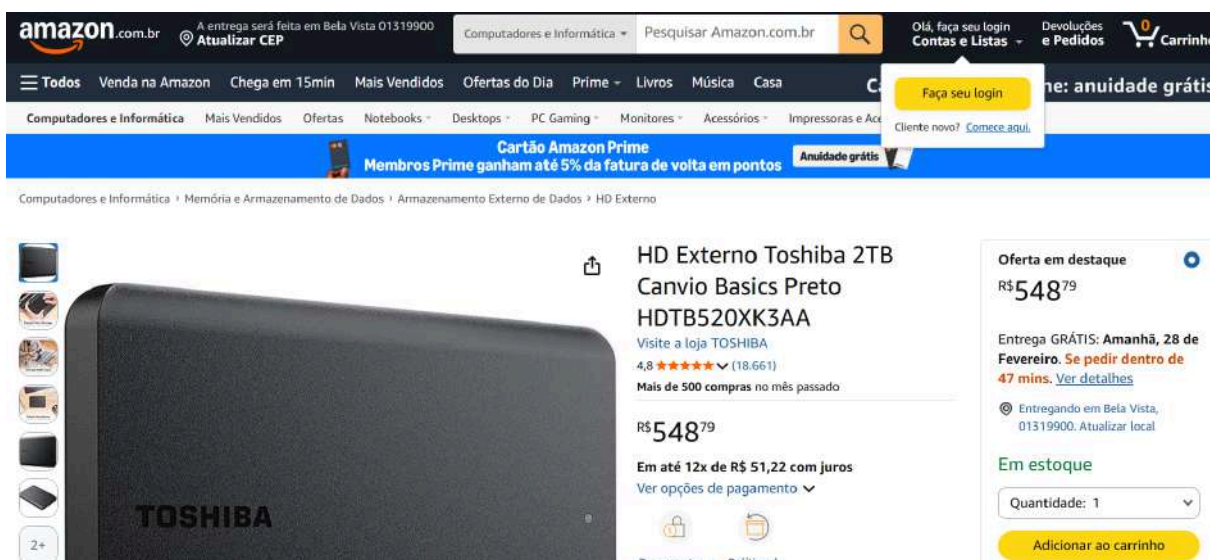 amazon.com.br
A entrega será feita em Bela Vista 01319900
Atualizar CEP
Computadores e Informática
Pesquisar Amazon.com.br
Olá, faça seu login
Contas e Listas
Devoluções
e Pedidos
0
Carrinh
Todos Venda na Amazon Chega em 15min Mais Vendidos Ofertas do Dia Prime Livros Música Casa
Faça seu login
Cliente novo? Comece aqui.
anuidade grátis
Computadores e Informática Mais Vendidos Ofertas Notebooks Desktops PC Gaming Monitores Acessórios Impressoras e
Cartão Amazon Prime
Membros Prime ganham até 5% da fatura de volta em pontos
Anuidade grátis
Computadores e Informática › Memória e Armazenamento de Dados › Armazenamento Externo de Dados › HD Externo
2+
TOSHIBA
HD Externo Toshiba 2TB
Canvio Basics Preto
HDTB520XK3AA
Visite a loja TOSHIBA
4,8 (18.661)
Mais de 500 compras no mês passado
R$54879
Em até 12x de R$ 51,22 com juros
Ver opções de pagamento
Oferta em destaque
R$54879
Entrega GRÁTIS: Amanhã, 28 de
Fevereiro. Se pedir dentro de
47 mins. Ver detalhes
Entregando em Bela Vista,
01319900. Atualizar local
Em estoque
Quantidade: 1
Adicionar ao carrinho